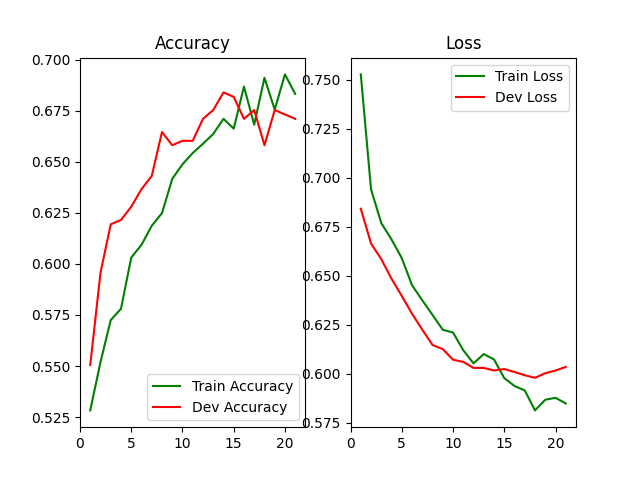 Accuracy
0.700
0.675
0.650
0.625
0.600
0.575
0.550
0.525
0 5 10 15 20
Train Accuracy
Dev Accuracy
Loss
0.750
0.725
0.700
0.675
0.650
0.625
0.600
0.575
0 5 10 15 20
Train Loss
Dev Loss